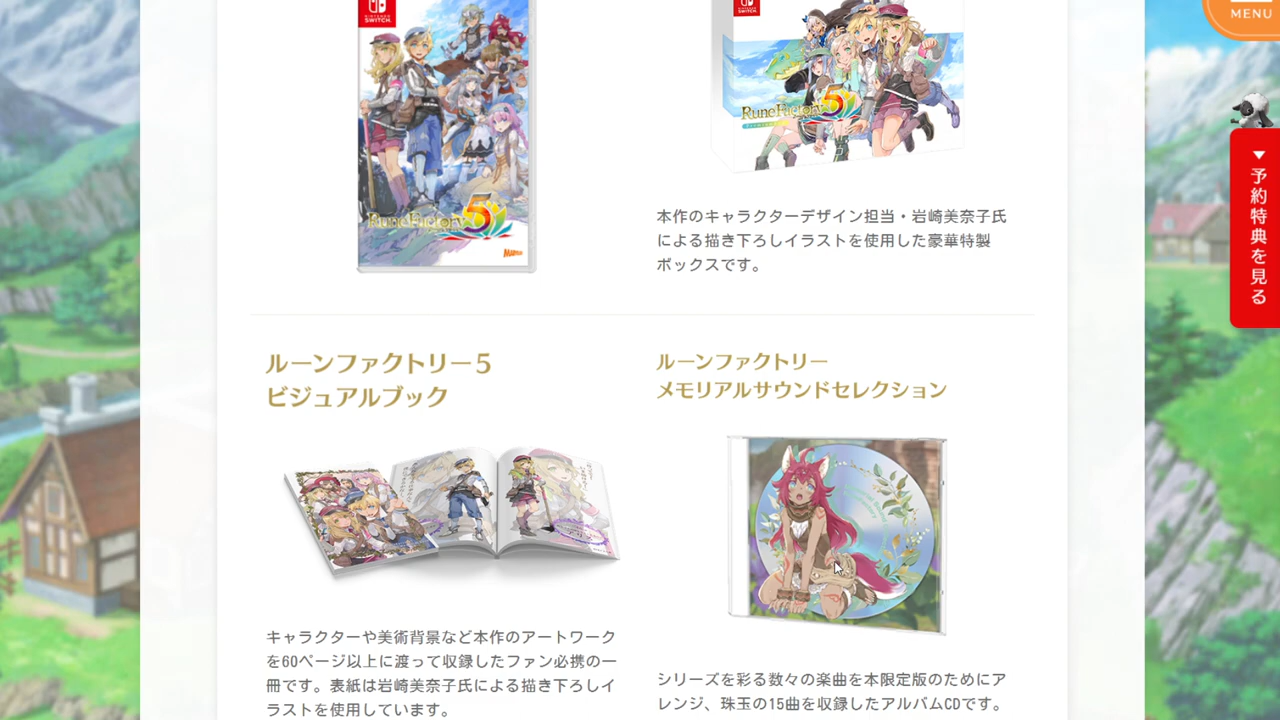 NINTENDO
SWITCH
RuneFactory 5
Marvelous
RuneFactory 5
MENU
▼予約特典を見る
本作のキャラクターデザイン担当・岩崎美奈子氏
による描き下ろしイラストを使用した豪華特製
ボックスです。
ルーンファクトリー5
ビジュアルブック
キャラクターや美術背景など本作のアートワーク
を60ページ以上に渡って収録したファン必携の一
冊です。表紙は岩崎美奈子氏による描き下ろしイ
ラストを使用しています。
ルーンファクトリー
メモリアルサウンドセレクション
シリーズを彩る数々の楽曲を本限定版のためにア
レンジ、珠玉の15曲を収録したアルバムCDです。